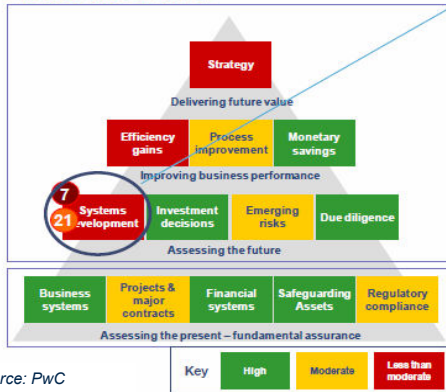 Strategy
Delivering future value
Efficiency gains
Process improvement
Monetary savings
Improving business performance
7
21
Systems
Investment decisions
Emerging risks
Due diligence
Assessing the future
Business systems
Projects & major contracts
Financial systems
Safeguarding Assets
Regulatory compliance
Assessing the present – fundamental assurance
rce: PwC
Key
High
Moderate
Less than moderate